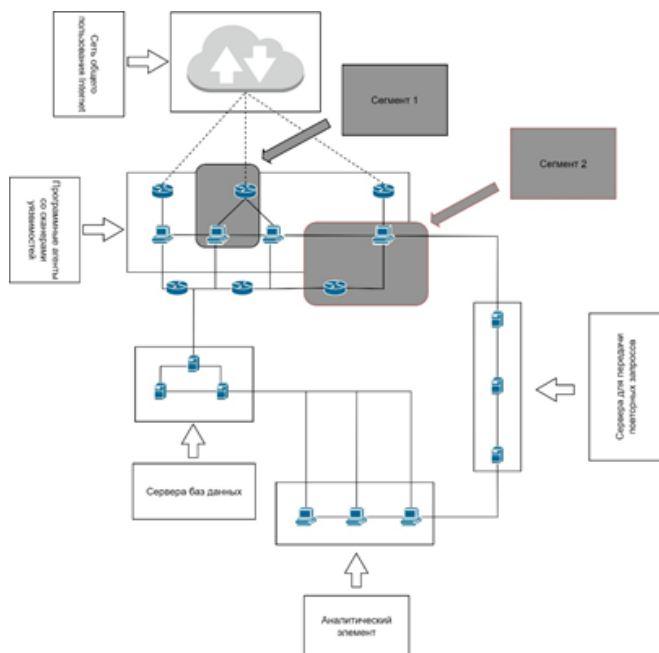 Сеть общего
пользования Internet
Сегмент 1
Сегмент 2
Программные агенты
со сканерами
уязвимостей
Сервера для передачи
повторных запросов
Сервера баз данных
Аналитический
элемент